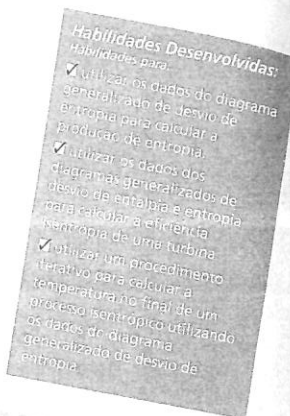 Habilidades Desenvolvidas:
Habilidades para:
utilizar os dados do diagrama
generalizado de desvio de
entropia para calcular a
produção de entropia.
utilizar os dados dos
diagramas generalizados de
desvio de entalpia e entropia
para calcular a eficiência
isentrópia de uma turbina
utilizar um procedimento
iterativo para calcular a
temperatura no final de um
processo isentrópico utilizando
os dados do diagrama
generalizado de desvio de
entropia